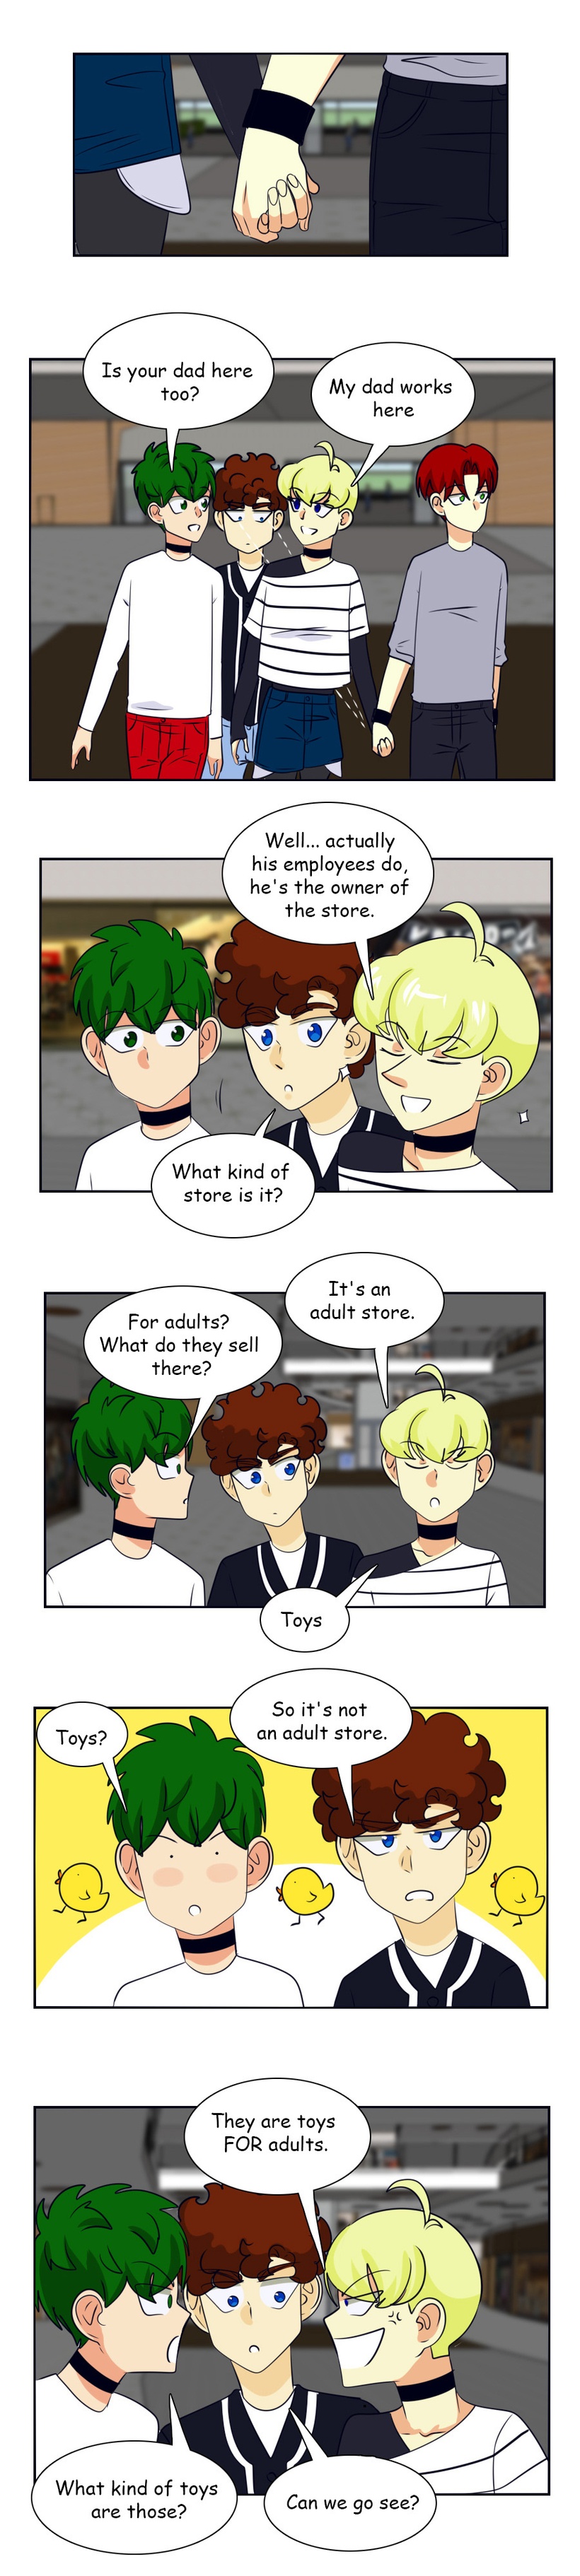 Is your dad here
too?
My dad works
here
Well... actually
his employees do,
he's the owner of
the store.
What kind of
store is it?
It's an
adult store.
For adults?
What do they sell
there?
Toys
Toys?
So it's not
an adult store.
They are toys
FOR adults.
What kind of toys
are those?
Can we go see?